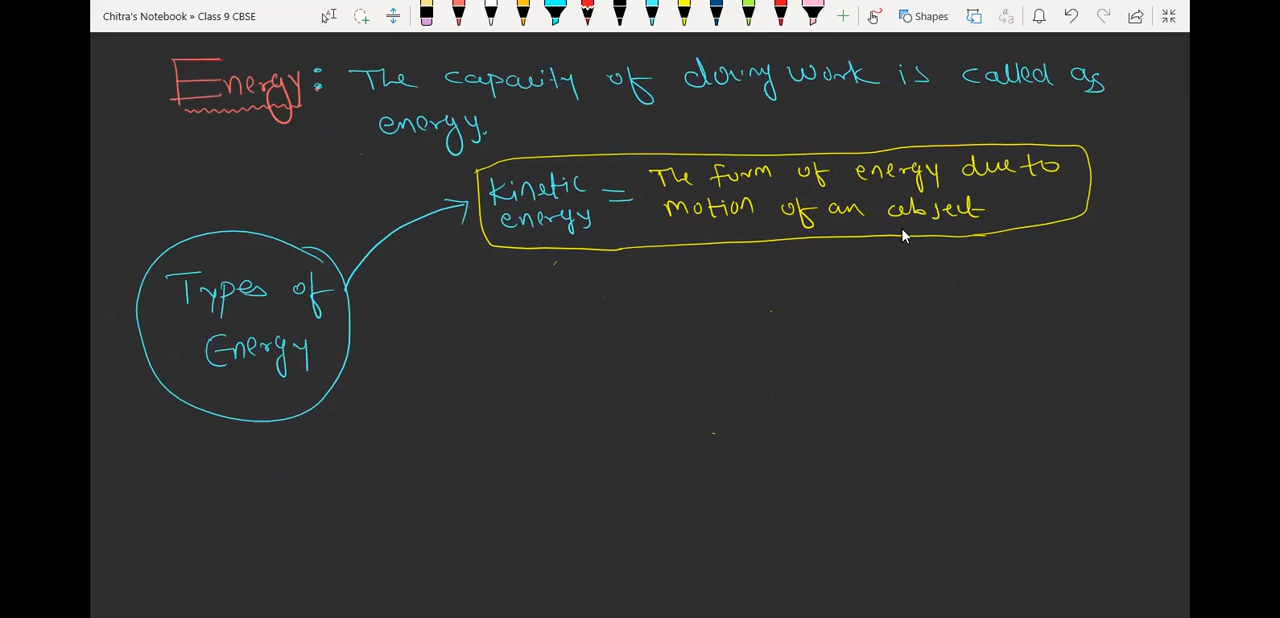 Chitra's Notebook » Class 9 CBSE
Shapes
Energy : The capacity of doing work is called as
energy.
Kinetic energy = The form of energy due to
motion of an object
Types of
Energy